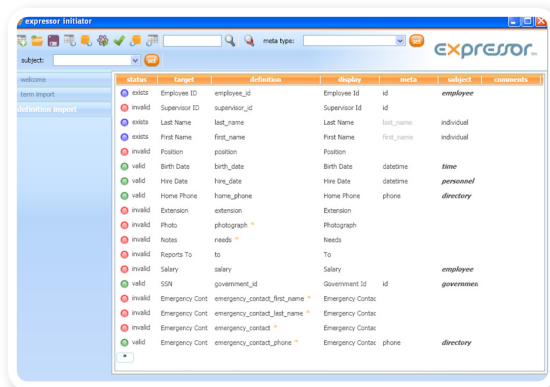 expressor initiator
meta type:
set
expressor
subject:
set
welcome
term import
definition import
status target definition display meta subject comments
exists Employee ID employee_id Employee Id id employee
invalid Supervisor ID supervisor_id Supervisor Id id
exists Last Name last_name Last Name last_name individual
exists First Name first_name First Name first_name individual
invalid Position position Position
valid Birth Date birth_date Birth Date datetime time
valid Hire Date hire_date Hire Date datetime personnel
valid Home Phone home_phone Home Phone phone directory
invalid Extension extension Extension
invalid Photo photograph * Photograph
invalid Notes needs * Needs
invalid Reports To to To
invalid Salary salary Salary employee
valid SSN government_id Government Id id governmen
invalid Emergency Cont emergency_contact_first_name * Emergency Contac
invalid Emergency Cont emergency_contact_last_name * Emergency Contac
invalid Emergency Cont emergency_contact * Emergency Contac
valid Emergency Cont emergency_contact_phone * Emergency Contac phone directory
*